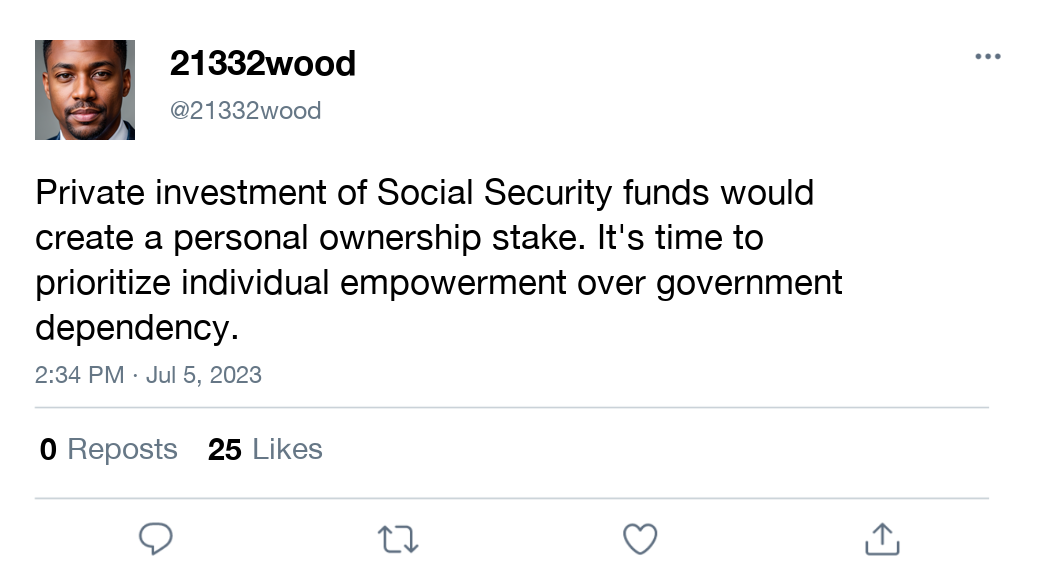 21332wood
@21332wood
Private investment of Social Security funds would
create a personal ownership stake. It's time to
prioritize individual empowerment over government
dependency.
2:34 PM · Jul 5, 2023
0 Reposts 25 Likes